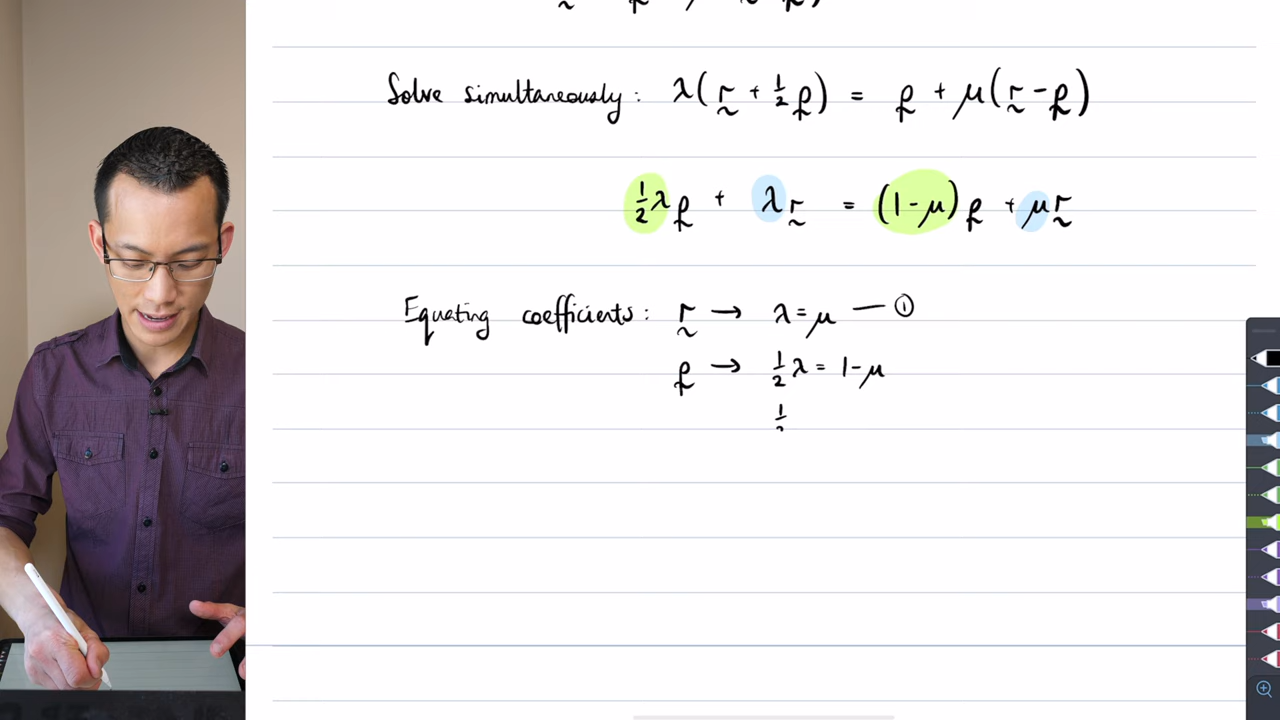 Solve simultaneously: λ(r̰ + ½p̰) = p̰ + μ(r̰ - p̰)
½λp̰ + λr̰ = (1-μ)p̰ + μr̰
Equating coefficients: r̰ → λ=μ — ①
p̰ → ½λ = 1-μ